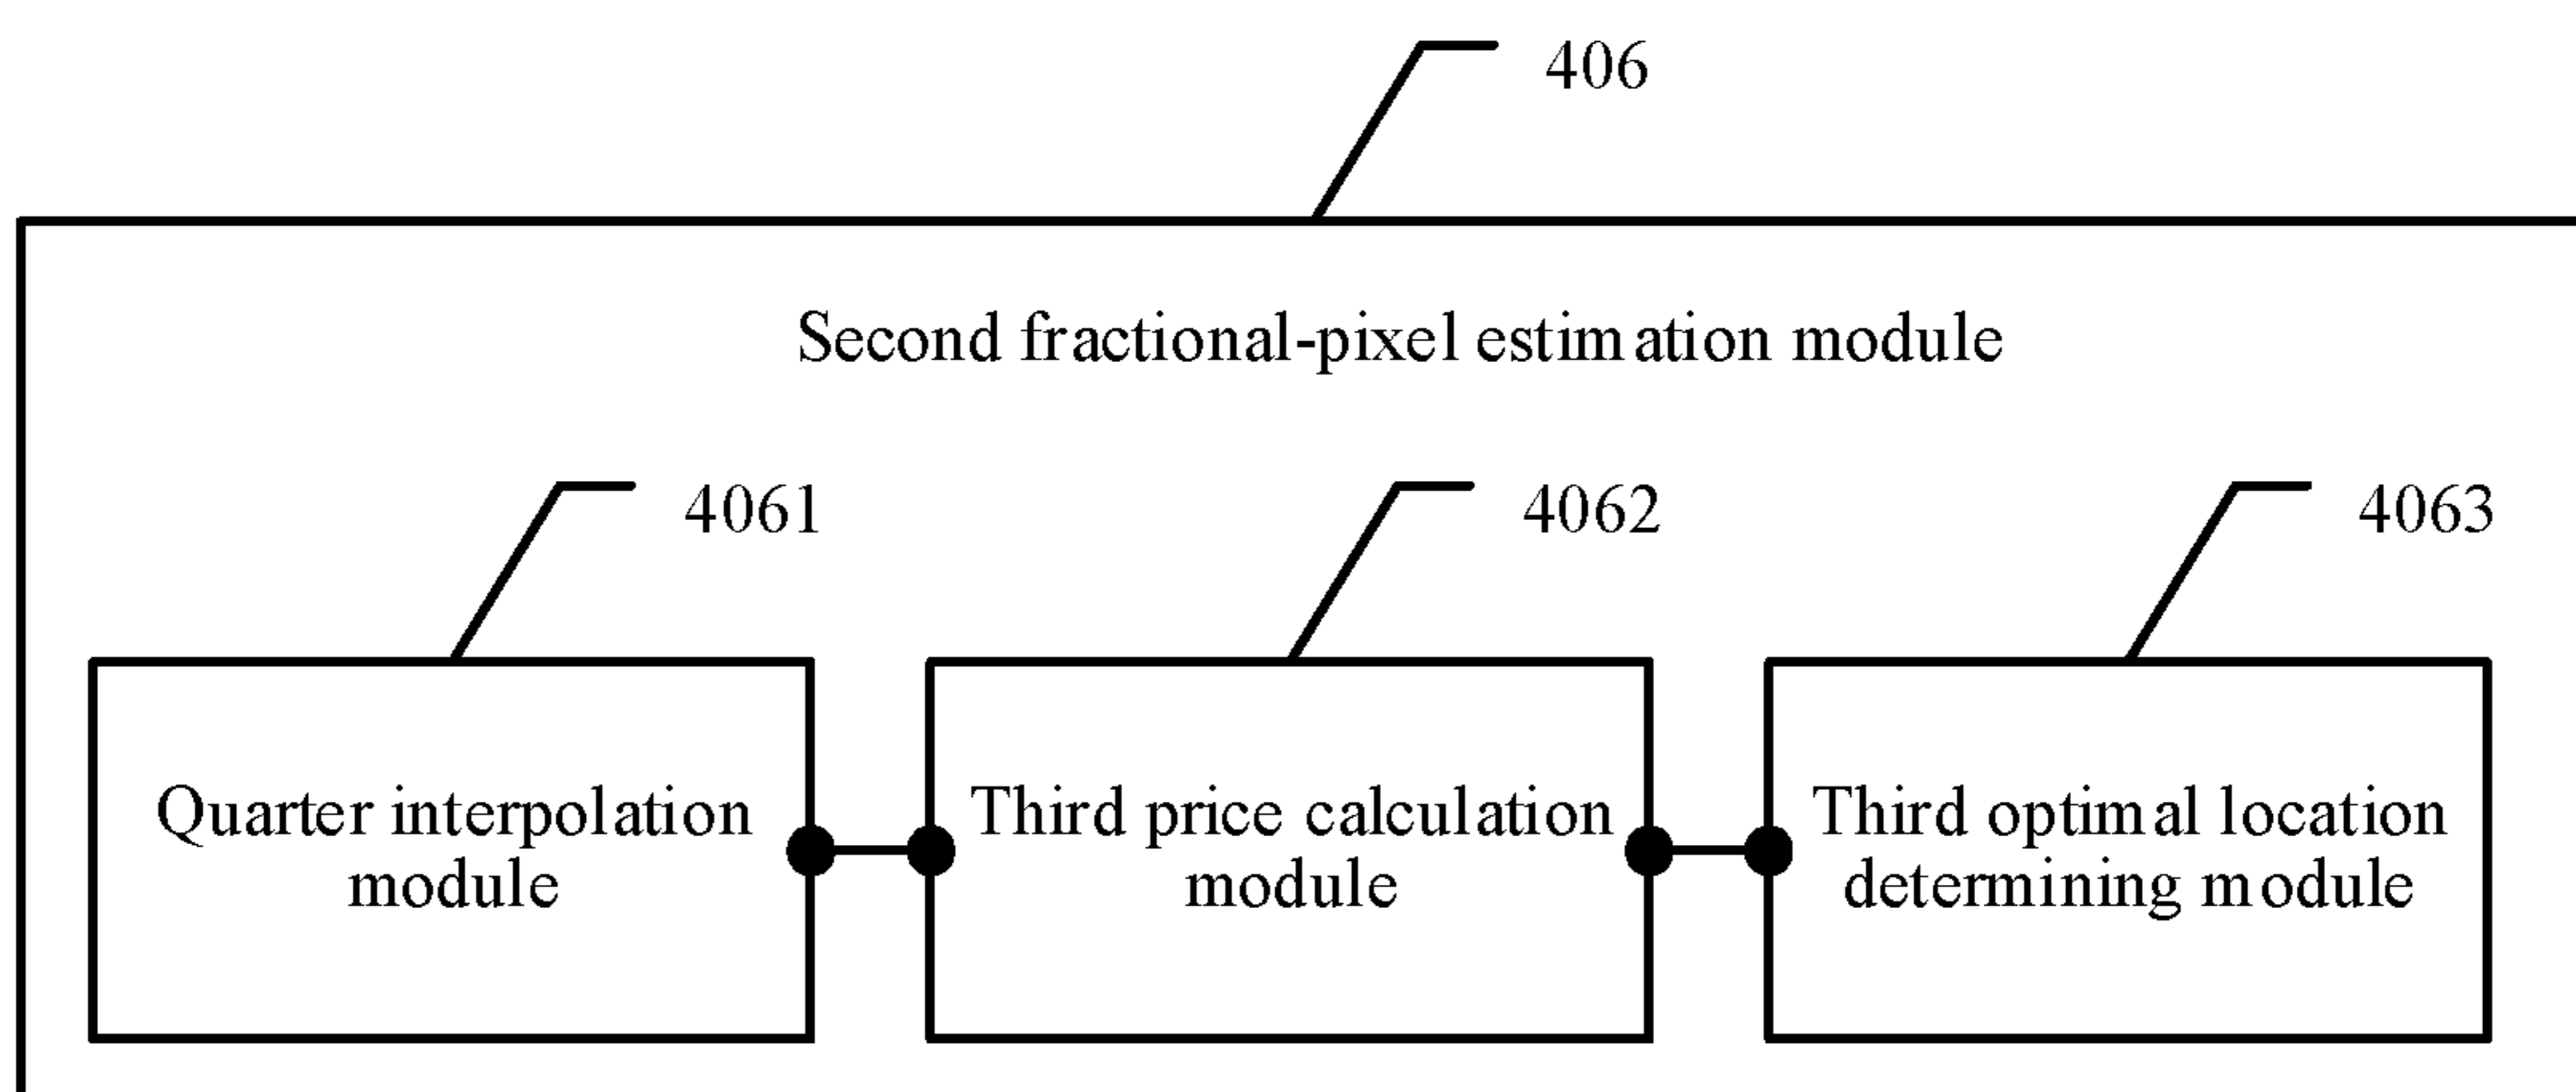 406
Second fractional-pixel estimation module
4061
4062
4063
Quarter interpolation
module
Third price calculation
module
Third optimal location
determining module